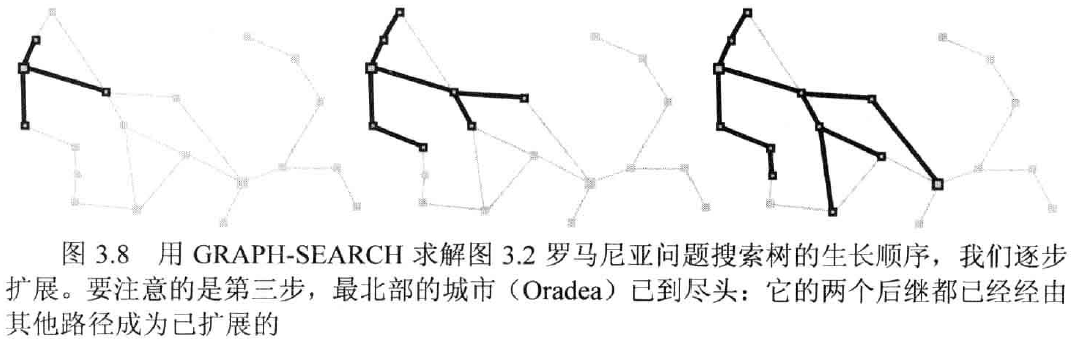 图 3.8 用 GRAPH-SEARCH 求解图 3.2 罗马尼亚问题搜索树的生长顺序，我们逐步
扩展。要注意的是第三步，最北部的城市（Oradea）已到尽头：它的两个后继都已经经由
其他路径成为已扩展的